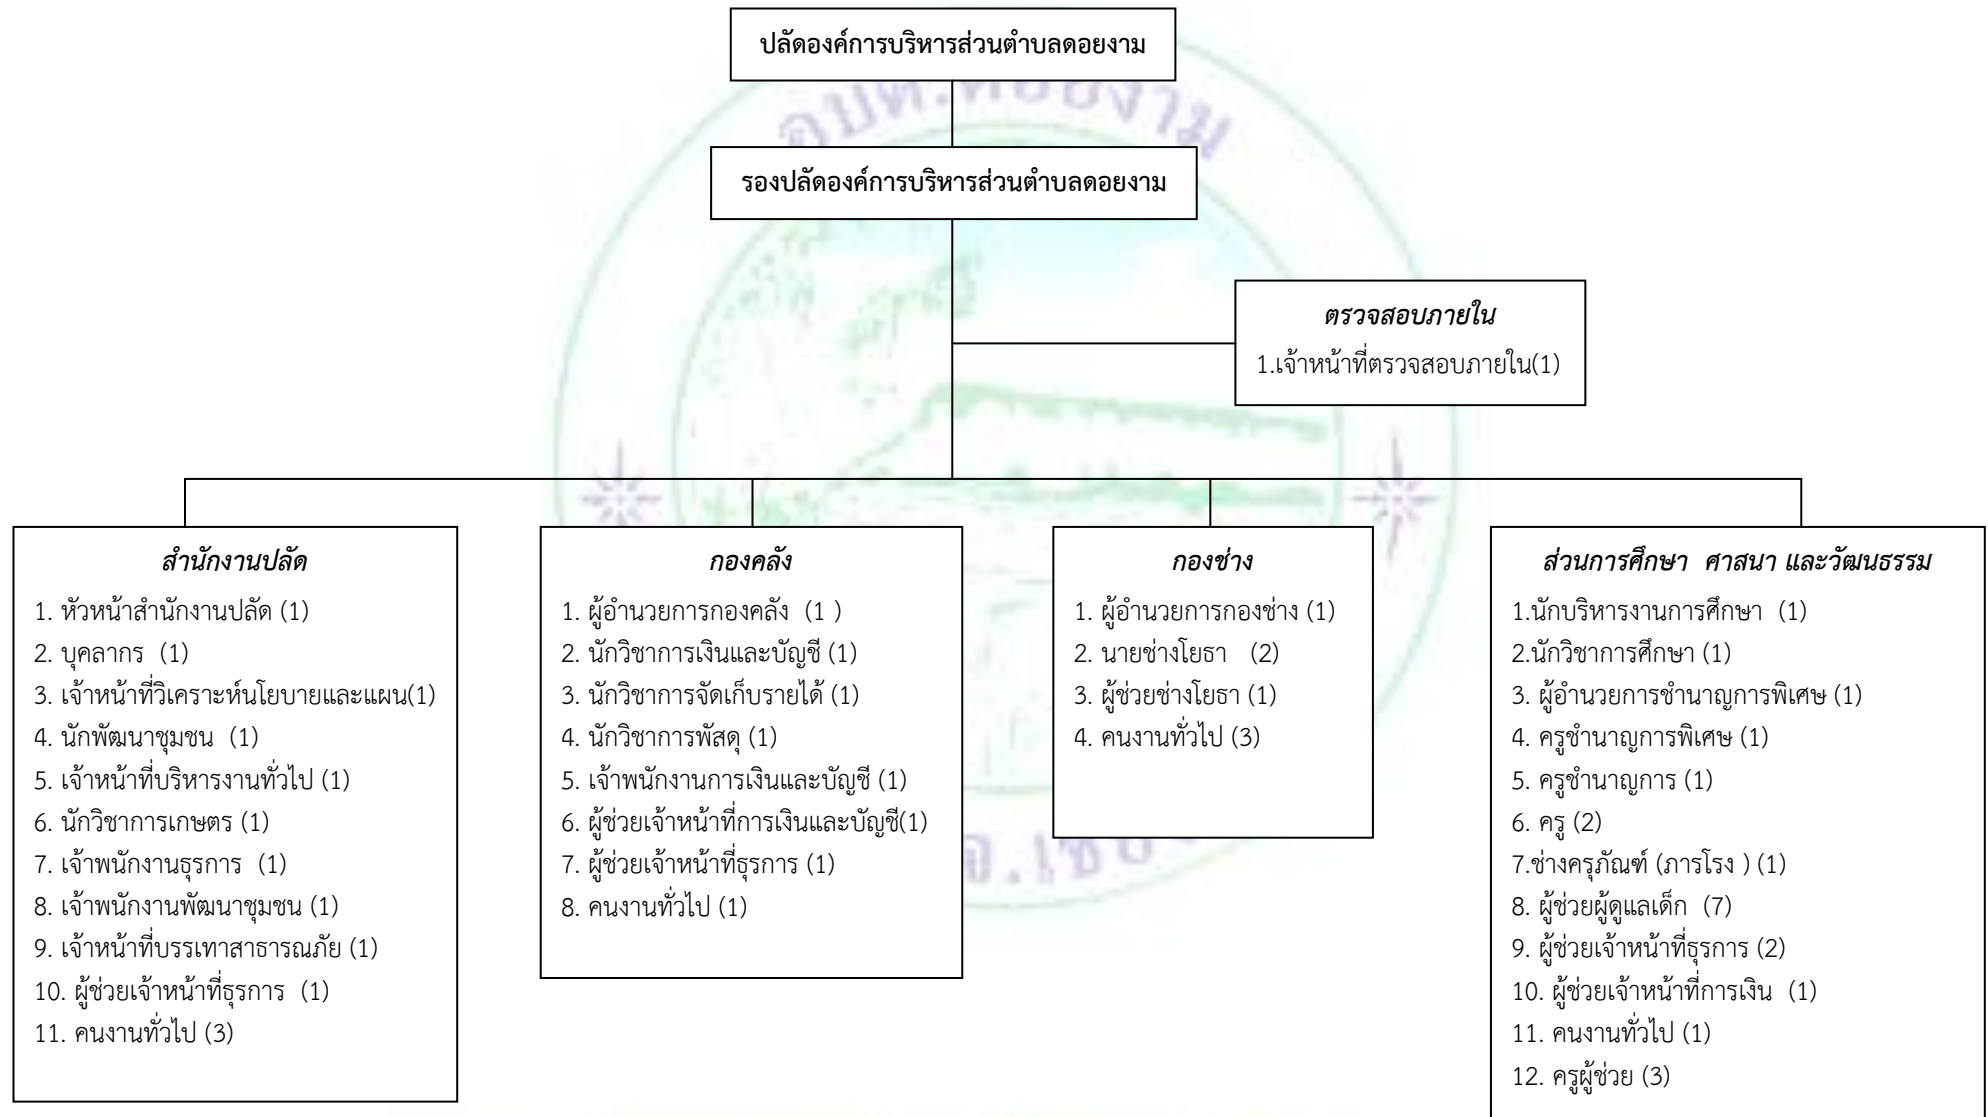 ปลัดองค์การบริหารส่วนตำบลดอยงาม
อบต.ดอยงาม
รองปลัดองค์การบริหารส่วนตำบลดอยงาม
ตรวจสอบภายใน
1.เจ้าหน้าที่ตรวจสอบภายใน(1)
สำนักงานปลัด
1. หัวหน้าสำนักงานปลัด (1)
2. บุคลากร (1)
3. เจ้าหน้าที่วิเคราะห์นโยบายและแผน(1)
4. นักพัฒนาชุมชน (1)
5. เจ้าหน้าที่บริหารงานทั่วไป (1)
6. นักวิชาการเกษตร (1)
7. เจ้าพนักงานธุรการ (1)
8. เจ้าพนักงานพัฒนาชุมชน (1)
9. เจ้าหน้าที่บรรเทาสาธารณภัย (1)
10. ผู้ช่วยเจ้าหน้าที่ธุรการ (1)
11. คนงานทั่วไป (3)
กองคลัง
1. ผู้อำนวยการกองคลัง (1 )
2. นักวิชาการเงินและบัญชี (1)
3. นักวิชาการจัดเก็บรายได้ (1)
4. นักวิชาการพัสดุ (1)
5. เจ้าพนักงานการเงินและบัญชี (1)
6. ผู้ช่วยเจ้าหน้าที่การเงินและบัญชี(1)
7. ผู้ช่วยเจ้าหน้าที่ธุรการ (1)
8. คนงานทั่วไป (1)
กองช่าง
1. ผู้อำนวยการกองช่าง (1)
2. นายช่างโยธา (2)
3. ผู้ช่วยช่างโยธา (1)
4. คนงานทั่วไป (3)
ส่วนการศึกษา ศาสนา และวัฒนธรรม
1.นักบริหารงานการศึกษา (1)
2.นักวิชาการศึกษา (1)
3. ผู้อำนวยการชำนาญการพิเศษ (1)
4. ครูชำนาญการพิเศษ (1)
5. ครูชำนาญการ (1)
6. ครู (2)
7.ช่างครุภัณฑ์ (ภารโรง ) (1)
8. ผู้ช่วยผู้ดูแลเด็ก (7)
9. ผู้ช่วยเจ้าหน้าที่ธุรการ (2)
10. ผู้ช่วยเจ้าหน้าที่การเงิน (1)
11. คนงานทั่วไป (1)
12. ครูผู้ช่วย (3)